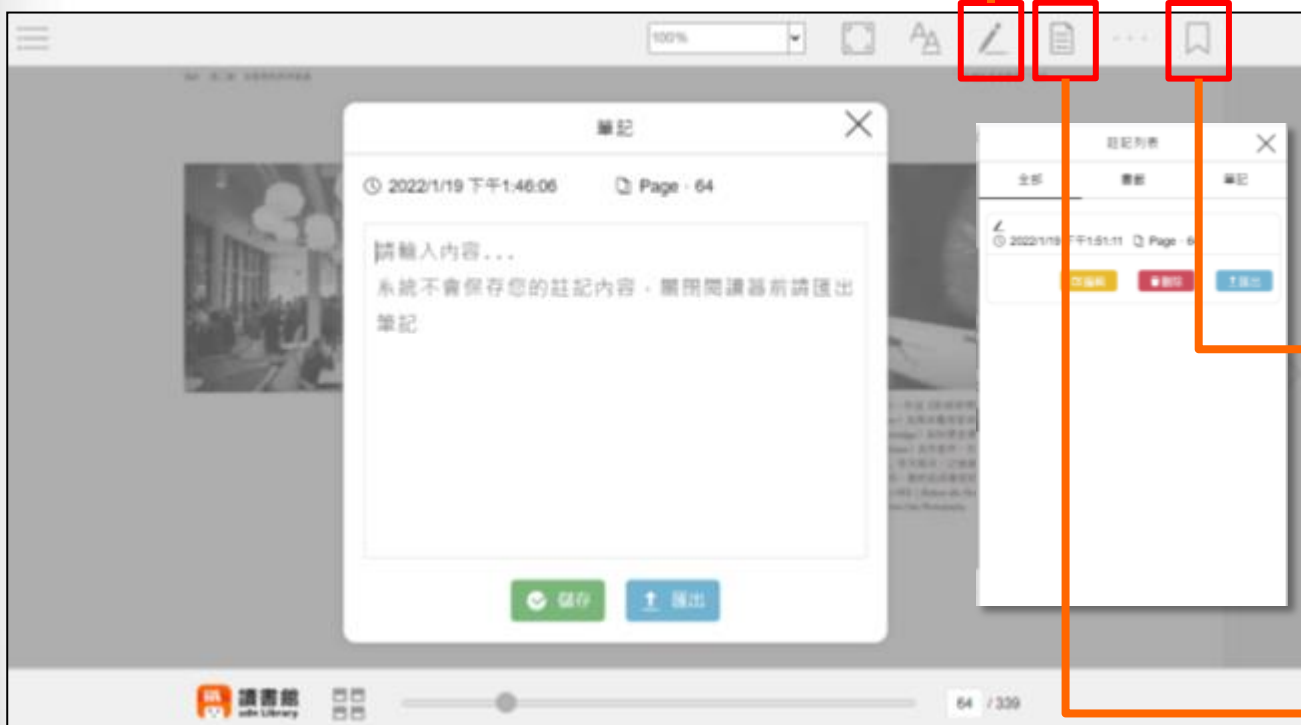 100%
AA
筆記
2022/1/19 下午1:46:06
Page · 64
請輸入內容...
系統不會保存您的註記內容，關閉閱讀器前請匯出
筆記
儲存
匯出
註記列表
全部 書籤 筆記
2022/1/19 下午1:51:11 Page · 6
編輯 刪除 匯出
讀書館
udn Library
64 / 339